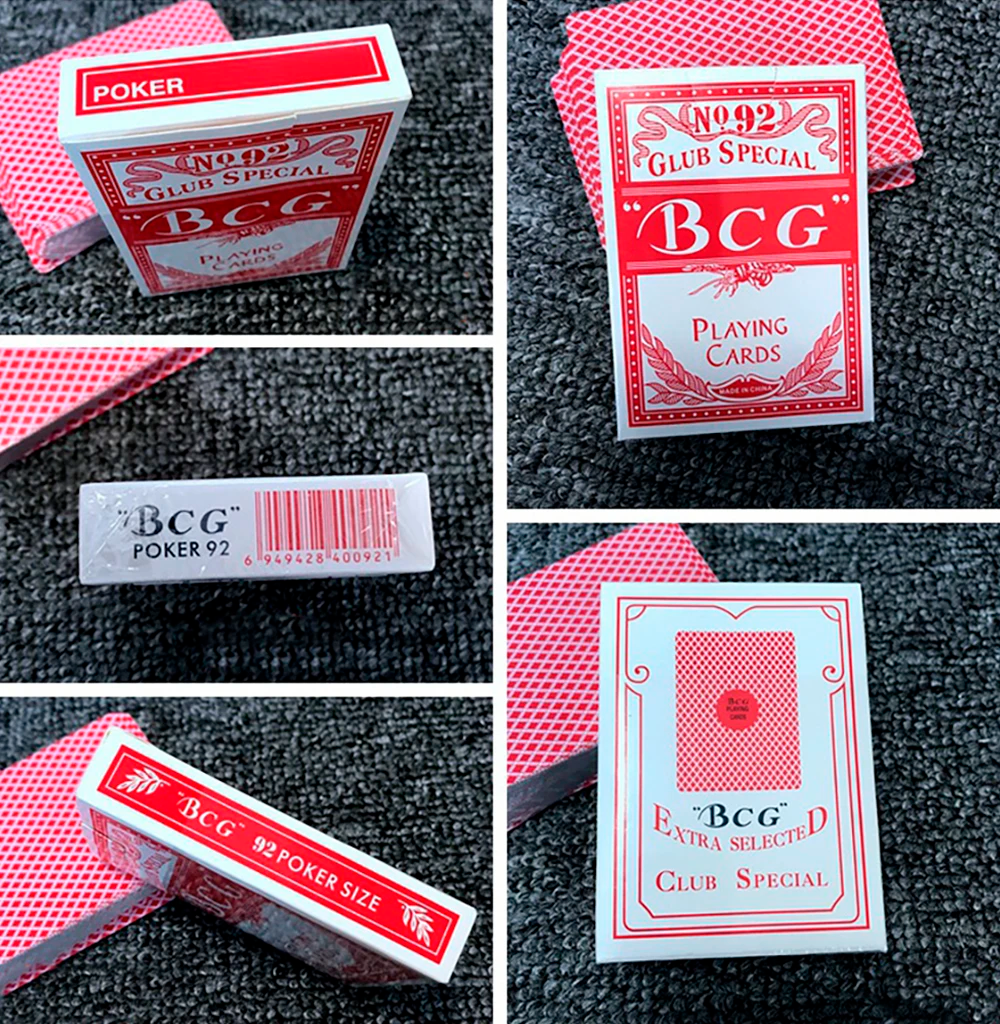 POKER
No.92
GLUB SPECIAL
"BCG"
PLAYING
CARDS
No.92
GLUB SPECIAL
"BCG"
PLAYING
CARDS
MADE IN CHINA
"BCG"
POKER 92
6 949428 400921
BCG
PLAYING
CARDS
"BCG"
EXTRA SELECTED
CLUB SPECIAL
"BCG" 92 POKER SIZE